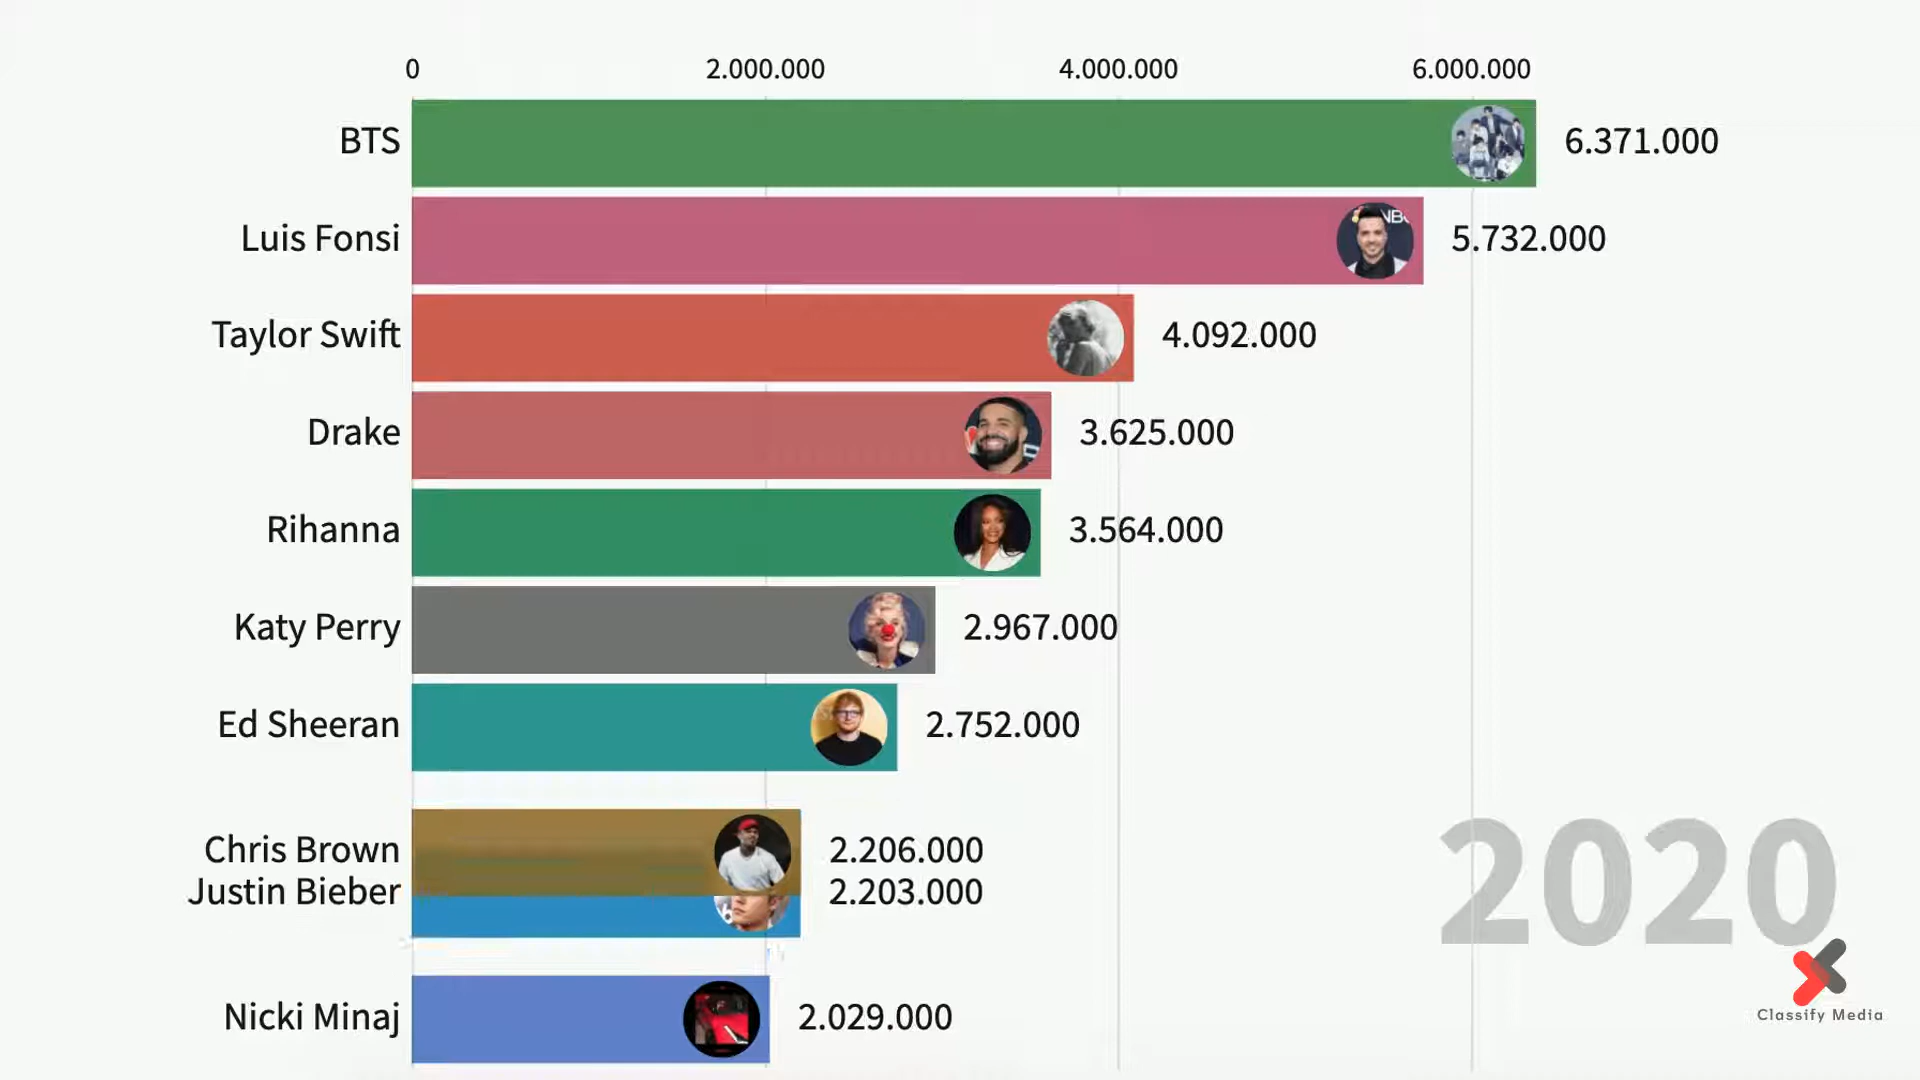 0 2.000.000 4.000.000 6.000.000
BTS 6.371.000
Luis Fonsi 5.732.000
Taylor Swift 4.092.000
Drake 3.625.000
Rihanna 3.564.000
Katy Perry 2.967.000
Ed Sheeran 2.752.000
Chris Brown 2.206.000
Justin Bieber 2.203.000
Nicki Minaj 2.029.000
2020
Classify Media